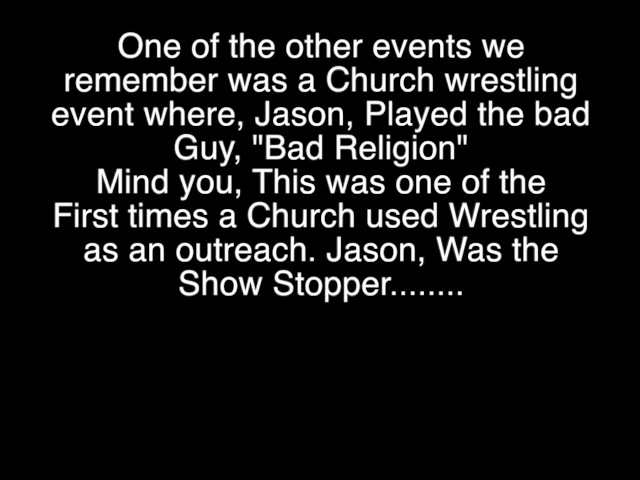 One of the other events we
remember was a Church wrestling
event where, Jason, Played the bad
Guy, "Bad Religion"
Mind you, This was one of the
First times a Church used Wrestling
as an outreach. Jason, Was the
Show Stopper........